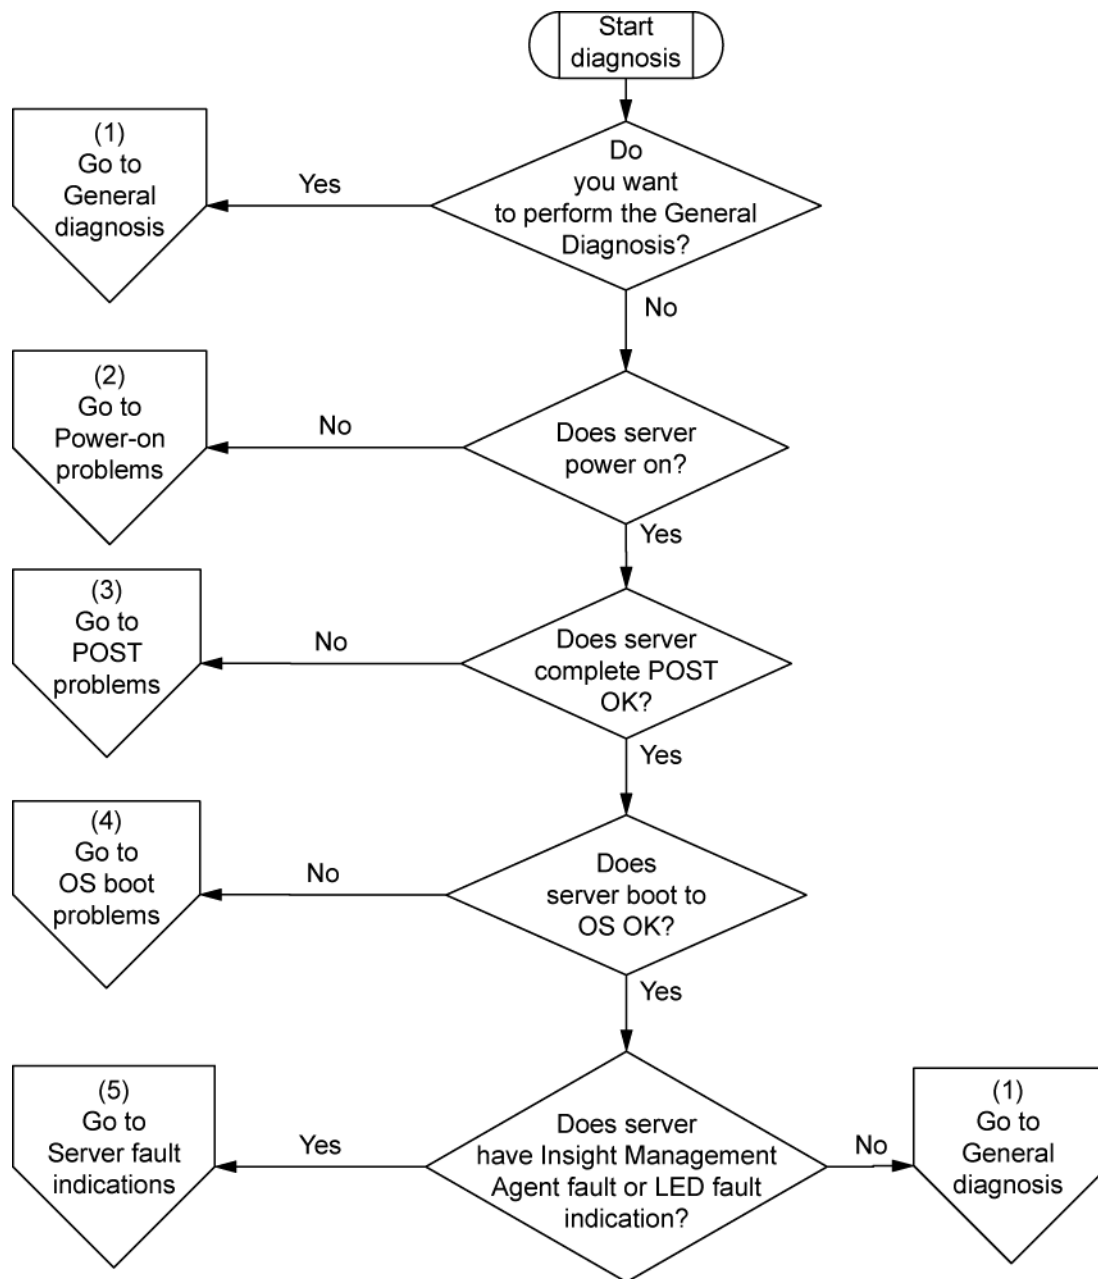 Start
diagnosis
Do
you want
to perform the General
Diagnosis?
Yes
(1)
Go to
General
diagnosis
No
Does server
power on?
No
(2)
Go to
Power-on
problems
Yes
Does server
complete POST
OK?
No
(3)
Go to
POST
problems
Yes
Does
server boot to
OS OK?
No
(4)
Go to
OS boot
problems
Yes
Does server
have Insight Management
Agent fault or LED fault
indication?
Yes
(5)
Go to
Server fault
indications
No
(1)
Go to
General
diagnosis